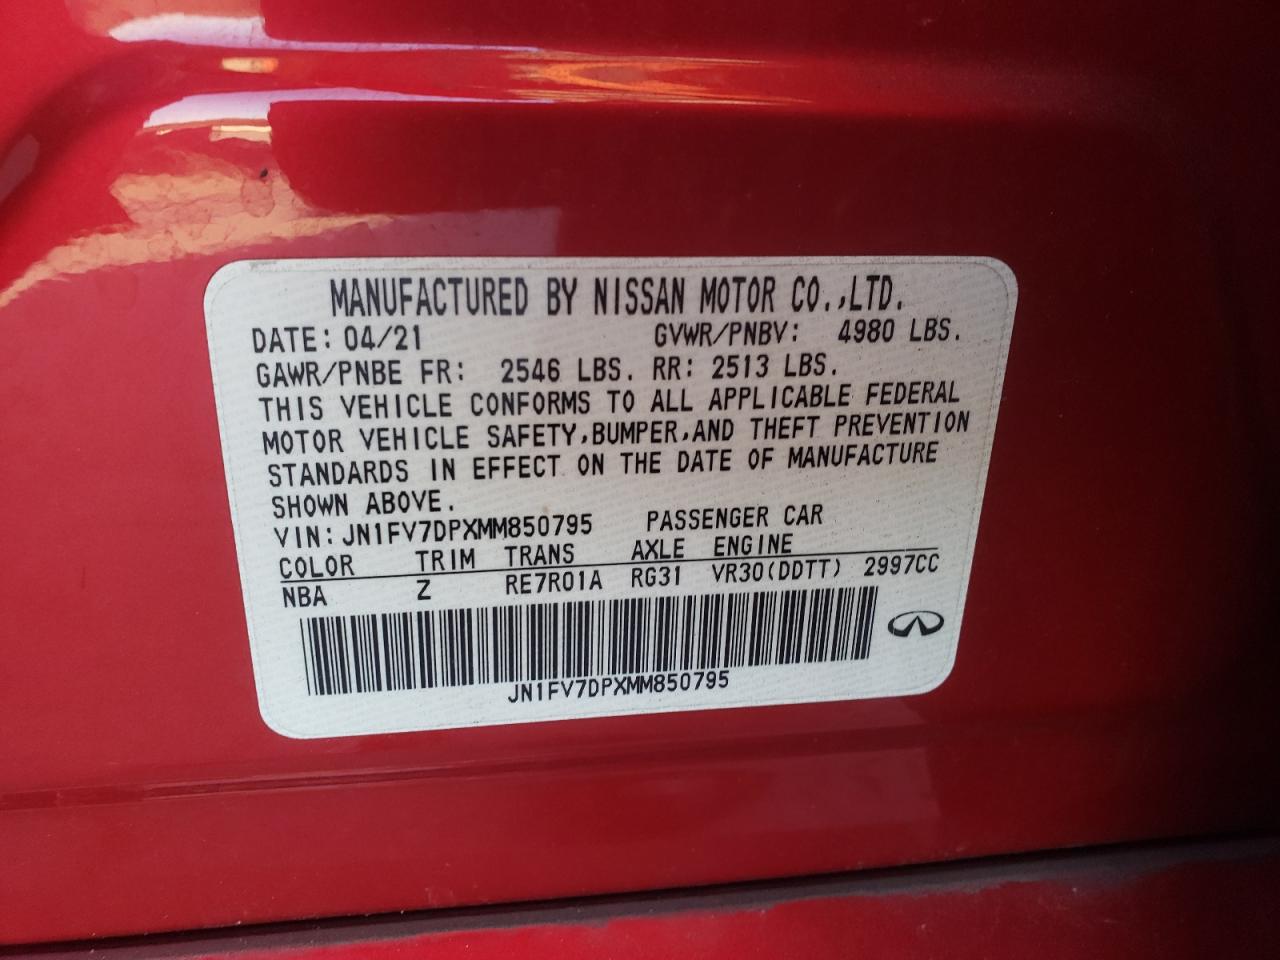 MANUFACTURED BY NISSAN MOTOR CO.,LTD.
DATE: 04/21 GVWR/PNBV: 4980 LBS.
GAWR/PNBE FR: 2546 LBS. RR: 2513 LBS.
THIS VEHICLE CONFORMS TO ALL APPLICABLE FEDERAL
MOTOR VEHICLE SAFETY,BUMPER,AND THEFT PREVENTION
STANDARDS IN EFFECT ON THE DATE OF MANUFACTURE
SHOWN ABOVE.
VIN: JN1FV7DPXMM850795 PASSENGER CAR
COLOR TRIM TRANS AXLE ENGINE
NBA Z RE7R01A RG31 VR30(DDTT) 2997CC
JN1FV7DPXMM850795